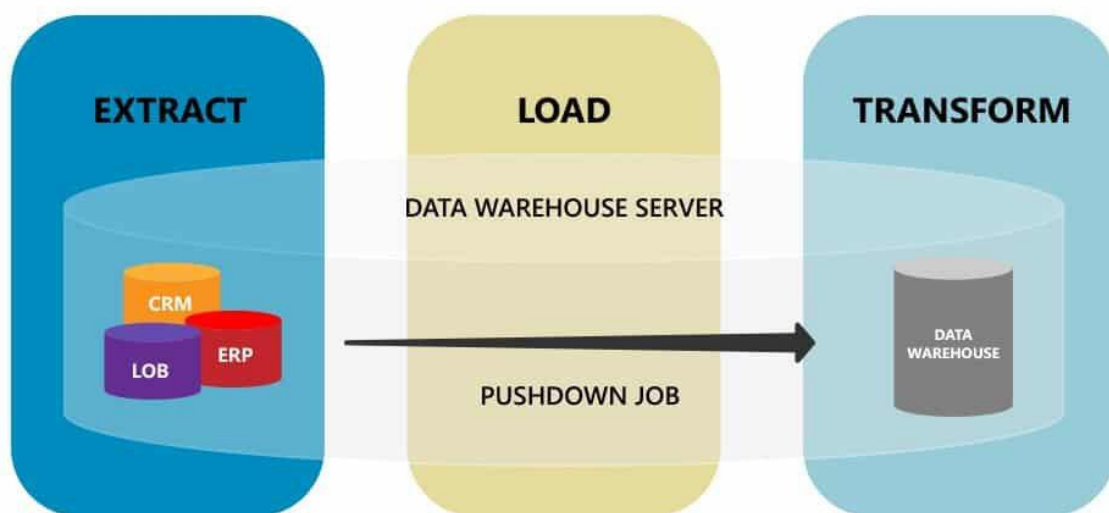 EXTRACT
LOAD
TRANSFORM
DATA WAREHOUSE SERVER
CRM
ERP
LOB
PUSHDOWN JOB
DATA
WAREHOUSE